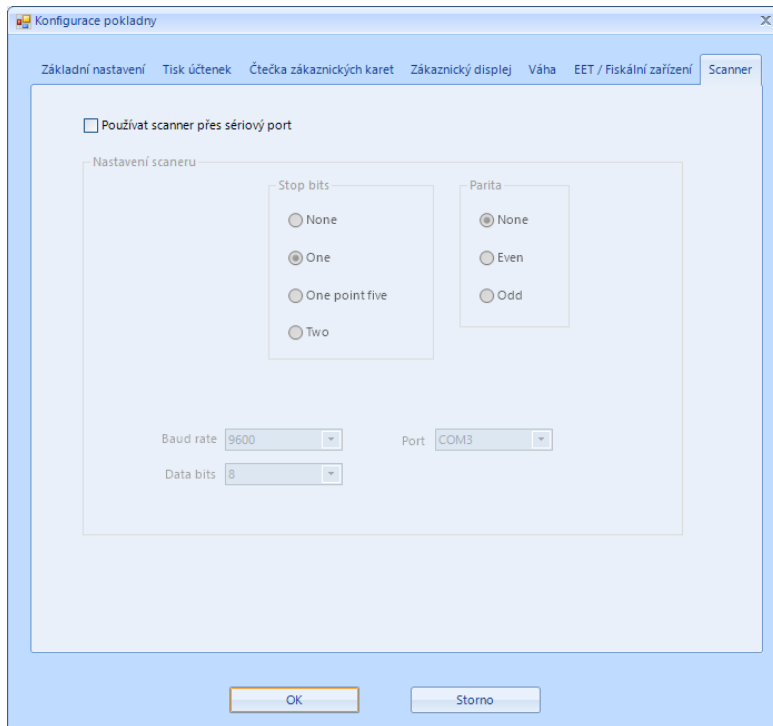 Konfigurace pokladny
Základní nastavení Tisk účtenek Čtečka zákaznických karet Zákaznický displej Váha EET / Fiskální zařízení Scanner
Používat scanner přes sériový port
Nastavení scaneru
Stop bits Parita
None None
One Even
One point five Odd
Two
Baud rate 9600 Port COM3
Data bits 8
OK Storno